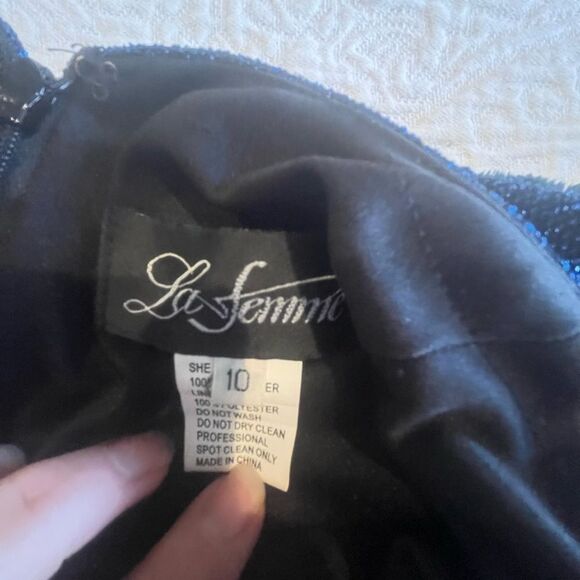 La Femme
SHE
100% 10 ER
100% POLYESTER
DO NOT WASH
DO NOT DRY CLEAN
PROFESSIONAL
SPOT CLEAN ONLY
MADE IN CHINA